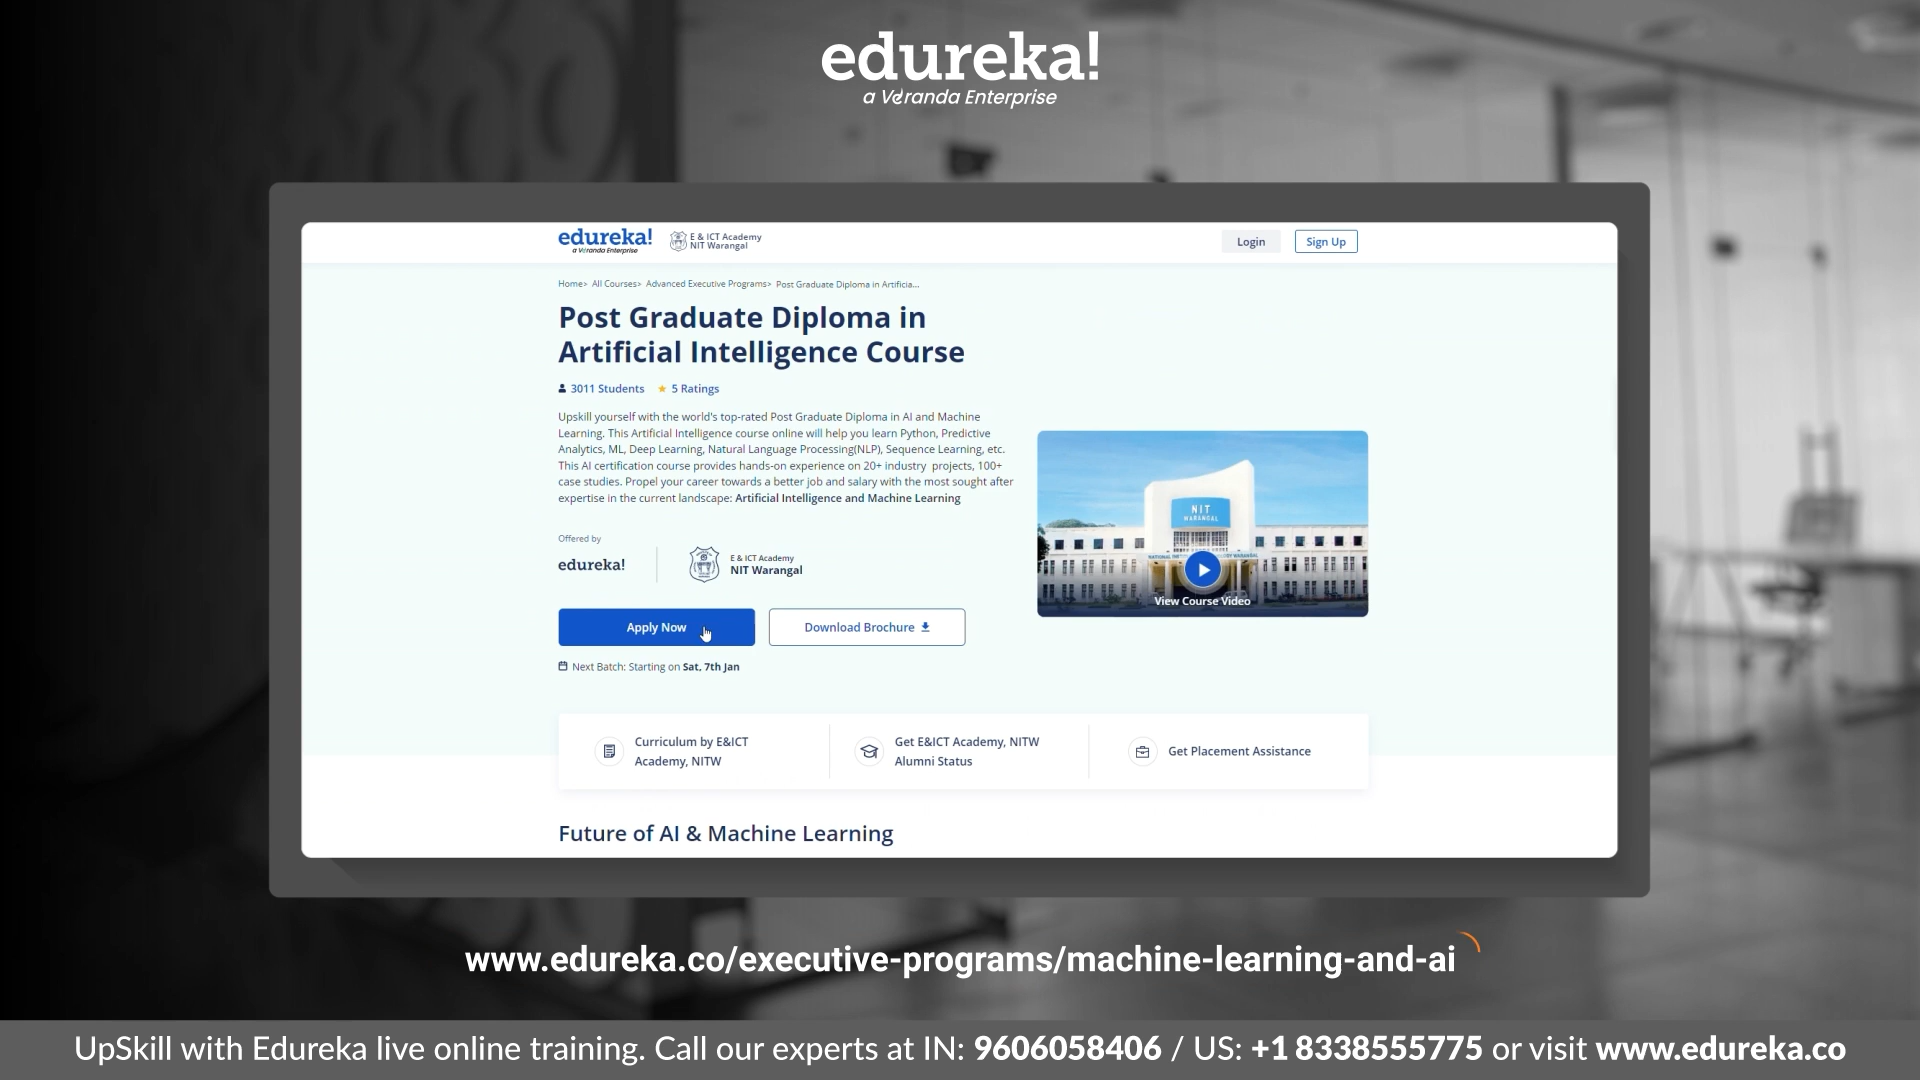 edureka!
a Veranda Enterprise
edureka!
a Veranda Enterprise
E & ICT Academy
NIT Warangal
Login
Sign Up
Home> All Courses> Advanced Executive Programs> Post Graduate Diploma in Artificia...
Post Graduate Diploma in
Artificial Intelligence Course
3011 Students
5 Ratings
Upskill yourself with the world's top-rated Post Graduate Diploma in AI and Machine
Learning. This Artificial Intelligence course online will help you learn Python, Predictive
Analytics, ML, Deep Learning, Natural Language Processing(NLP), Sequence Learning, etc.
This AI certification course provides hands-on experience on 20+ industry projects, 100+
case studies. Propel your career towards a better job and salary with the most sought after
expertise in the current landscape: Artificial Intelligence and Machine Learning
NIT
WARANGAL
View Course Video
Offered by
edureka!
E & ICT Academy
NIT Warangal
Apply Now
Download Brochure
Next Batch: Starting on Sat, 7th Jan
Curriculum by E&ICT
Academy, NITW
Get E&ICT Academy, NITW
Alumni Status
Get Placement Assistance
Future of AI & Machine Learning
www.edureka.co/executive-programs/machine-learning-and-ai
UpSkill with Edureka live online training. Call our experts at IN: 9606058406 / US: +1 8338555775 or visit www.edureka.co